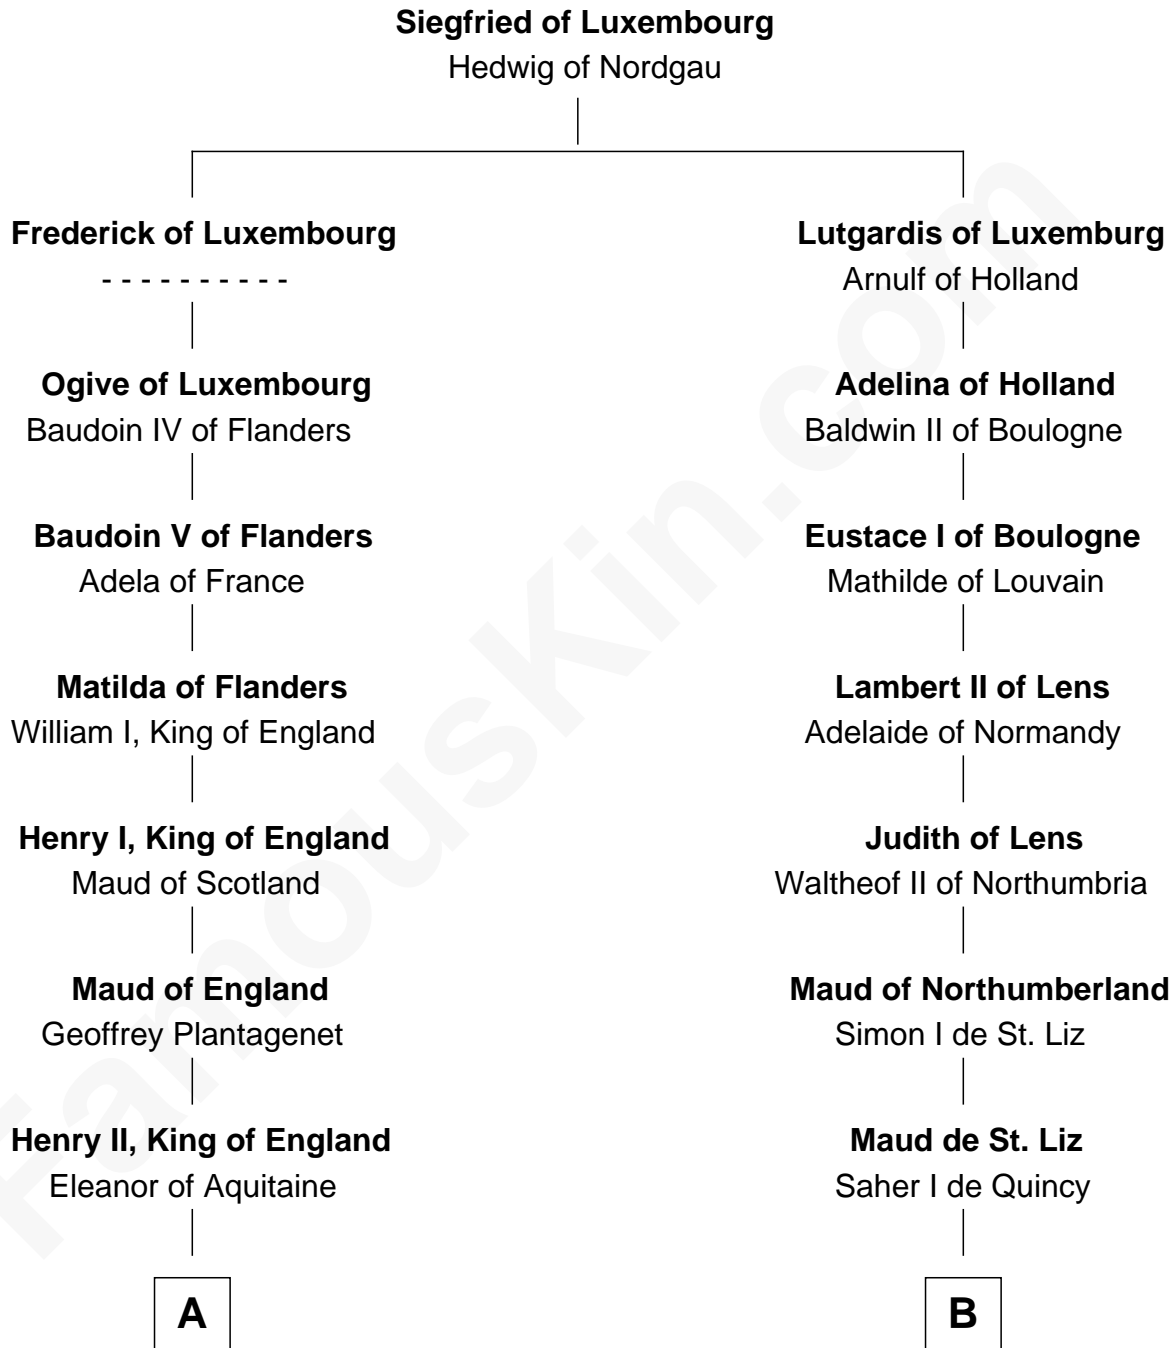 Siegfried of Luxembourg
Hedwig of Nordgau
Frederick of Luxembourg
- - - - - - - - - -
Lutgardis of Luxemburg
Arnulf of Holland
Ogive of Luxembourg
Baudoin IV of Flanders
Adelina of Holland
Baldwin II of Boulogne
Baudoin V of Flanders
Adela of France
Eustace I of Boulogne
Mathilde of Louvain
Matilda of Flanders
William I, King of England
Lambert II of Lens
Adelaide of Normandy
Henry I, King of England
Maud of Scotland
Judith of Lens
Waltheof II of Northumbria
Maud of England
Geoffrey Plantagenet
Maud of Northumberland
Simon I de St. Liz
Henry II, King of England
Eleanor of Aquitaine
Maud de St. Liz
Saher I de Quincy
A
B
FamousKin.com